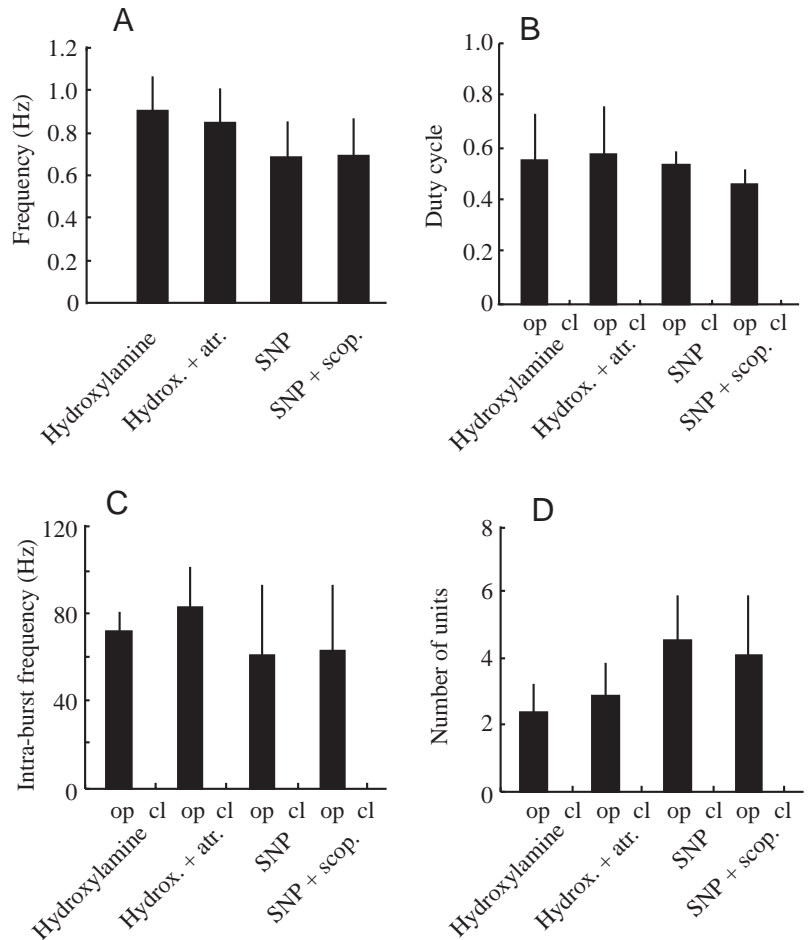 A
Frequency (Hz)
1.2
1.0
0.8
0.6
0.4
0.2
0
Hydroxylamine
Hydrox. + atr.
SNP
SNP + scop.
B
Duty cycle
1.0
0.8
0.6
0.4
0.2
0
op cl op cl op cl op cl
Hydroxylamine
Hydrox. + atr.
SNP
SNP + scop.
C
Intra-burst frequency (Hz)
120
80
40
0
op cl op cl op cl op cl
Hydroxylamine
Hydrox. + atr.
SNP
SNP + scop.
D
Number of units
8
6
4
2
0
op cl op cl op cl op cl
Hydroxylamine
Hydrox. + atr.
SNP
SNP + scop.